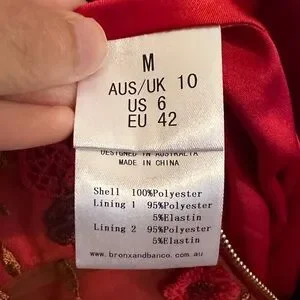 M
AUS/UK 10
US 6
EU 42
DESIGNED IN AUSTRALIA
MADE IN CHINA
Shell 100%Polyester
Lining 1 95%Polyester
5%Elastin
Lining 2 95%Polyester
5%Elastin
www.bronxandbanco.com.au